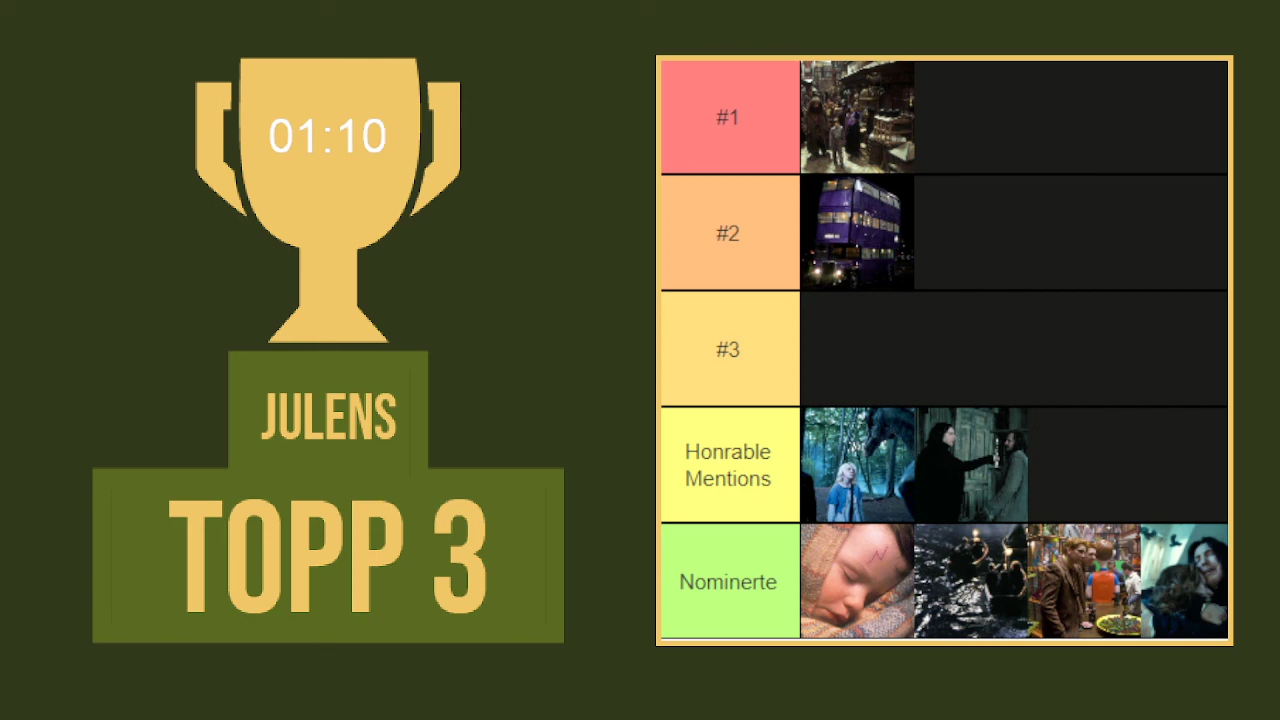 01:10
JULENS
TOPP 3
#1
#2
#3
Honrable
Mentions
Nominerte